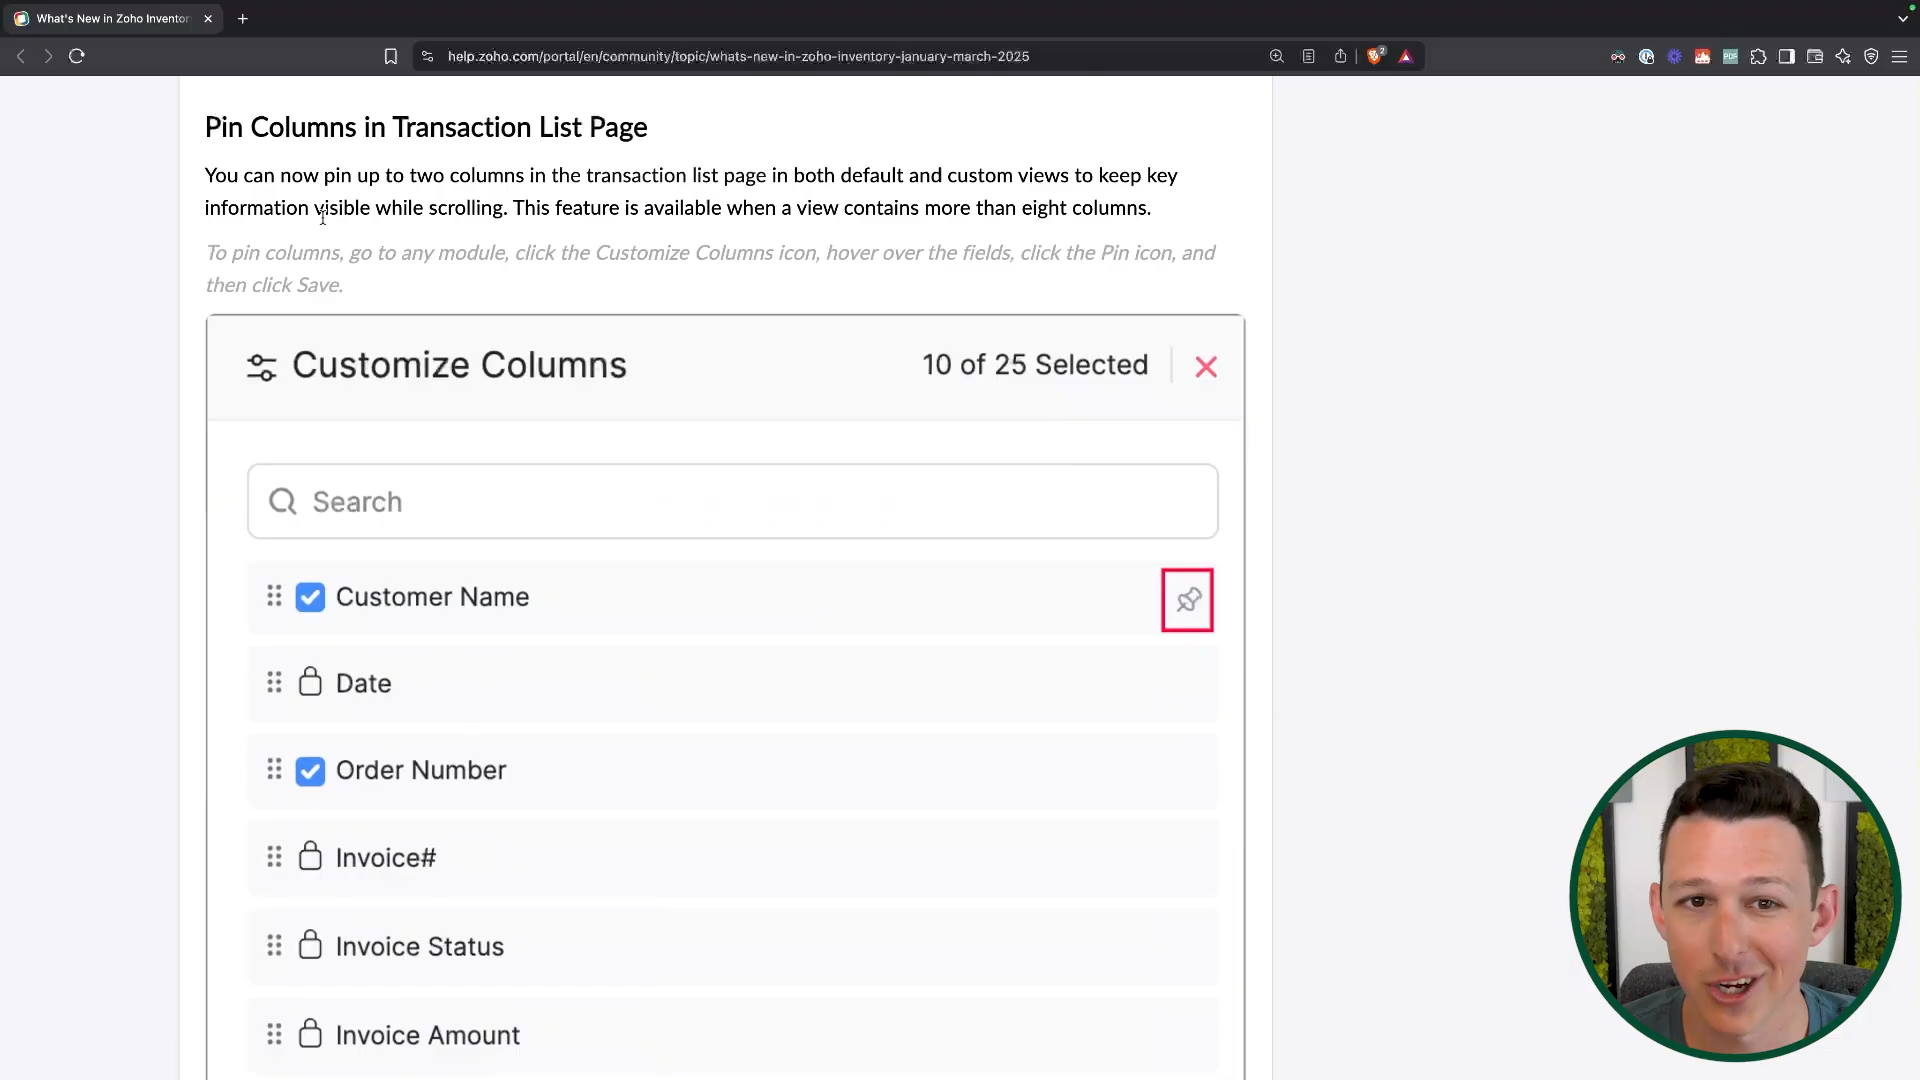 What's New in Zoho Inventor
help.zoho.com/portal/en/community/topic/whats-new-in-zoho-inventory-january-march-2025
2
PDF
Pin Columns in Transaction List Page
You can now pin up to two columns in the transaction list page in both default and custom views to keep key
information visible while scrolling. This feature is available when a view contains more than eight columns.
To pin columns, go to any module, click the Customize Columns icon, hover over the fields, click the Pin icon, and
then click Save.
Customize Columns
10 of 25 Selected
Search
Customer Name
Date
Order Number
Invoice#
Invoice Status
Invoice Amount